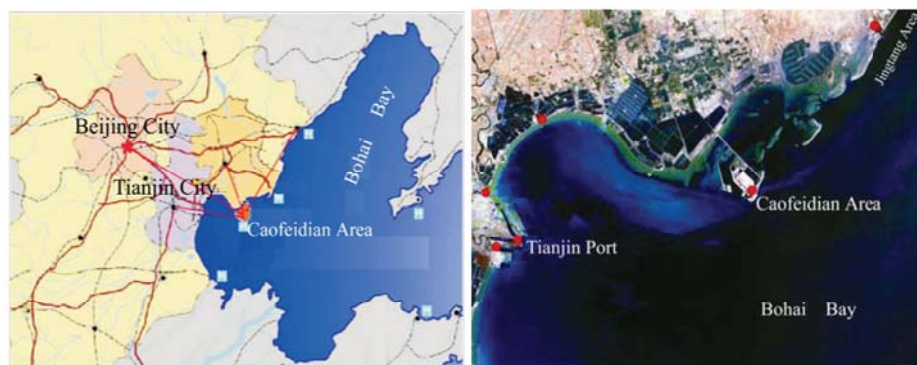 Beijing City
Tianjin City
Bohai Bay
Caofeidian Area
Jingtang Area
Caofeidian Area
Tianjin Port
Bohai Bay